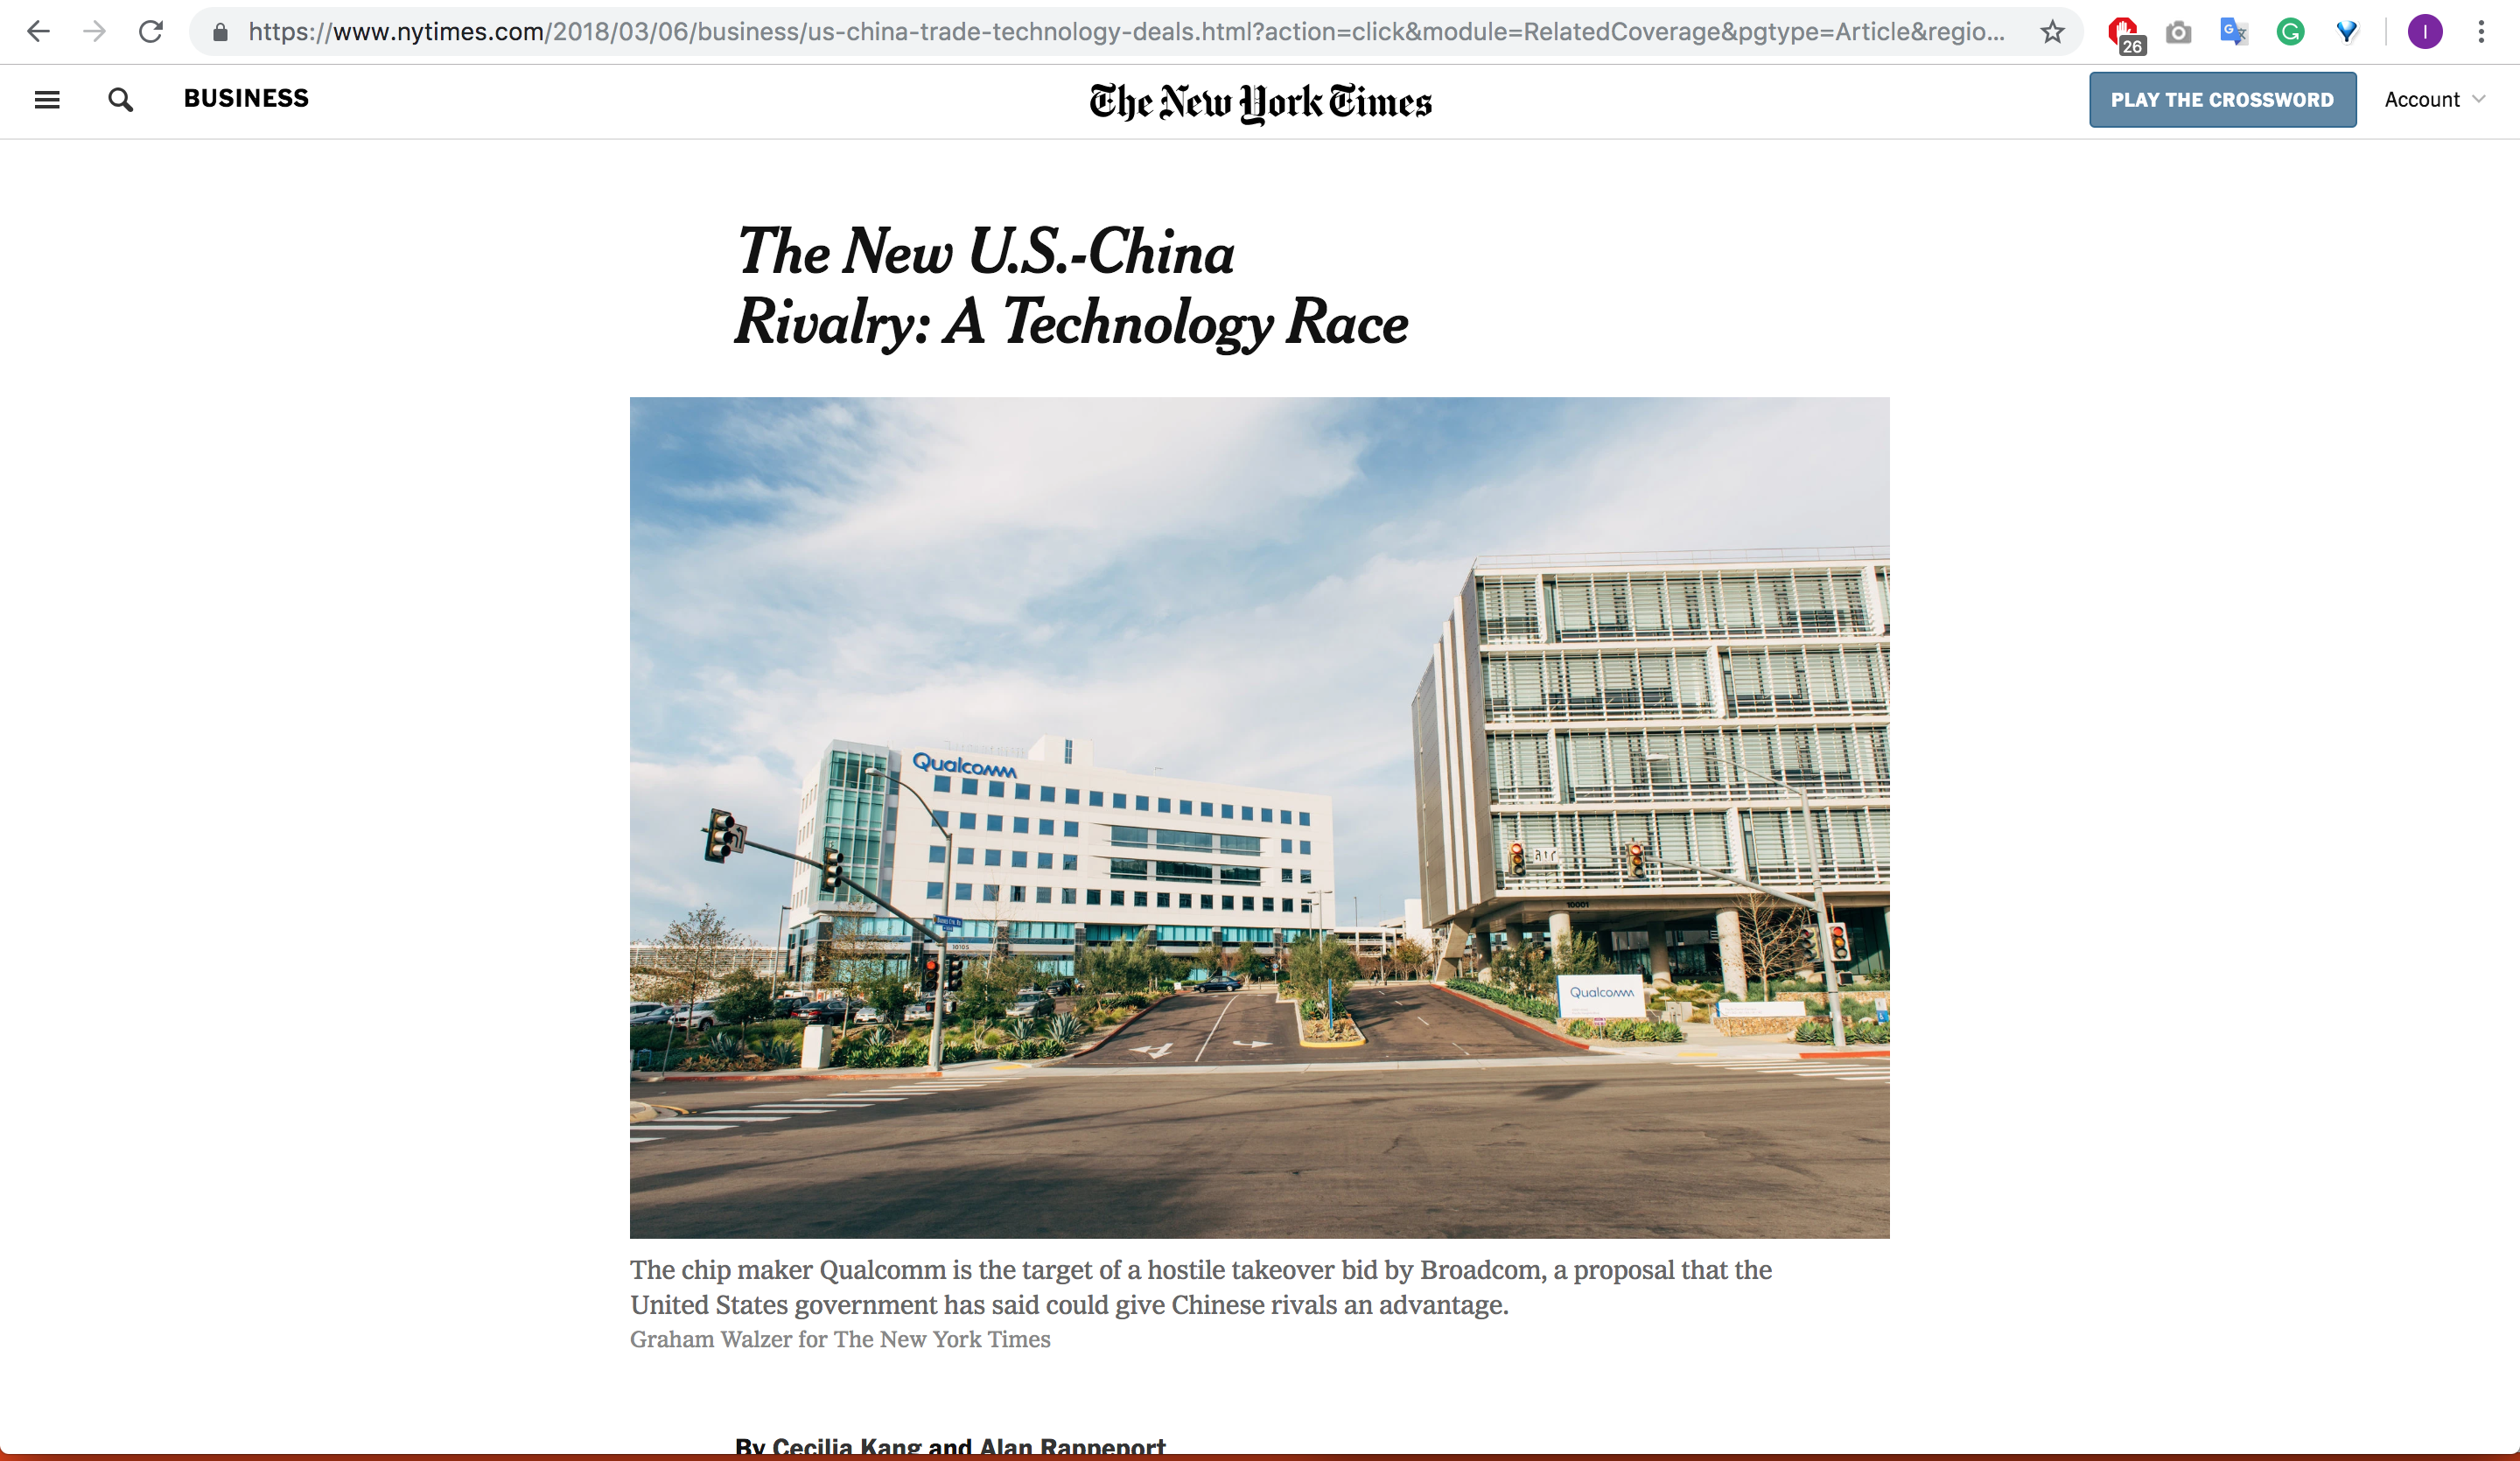 https://www.nytimes.com/2018/03/06/business/us-china-trade-technology-deals.html?action=click&module=RelatedCoverage&pgtype=Article&regio...
26
I
BUSINESS
The New York Times
PLAY THE CROSSWORD
Account
The New U.S.-China
Rivalry: A Technology Race
Qualcomm
10001
10105
Qualcomm
The chip maker Qualcomm is the target of a hostile takeover bid by Broadcom, a proposal that the
United States government has said could give Chinese rivals an advantage.
Graham Walzer for The New York Times
By Cecilia Kang and Alan Rappeport